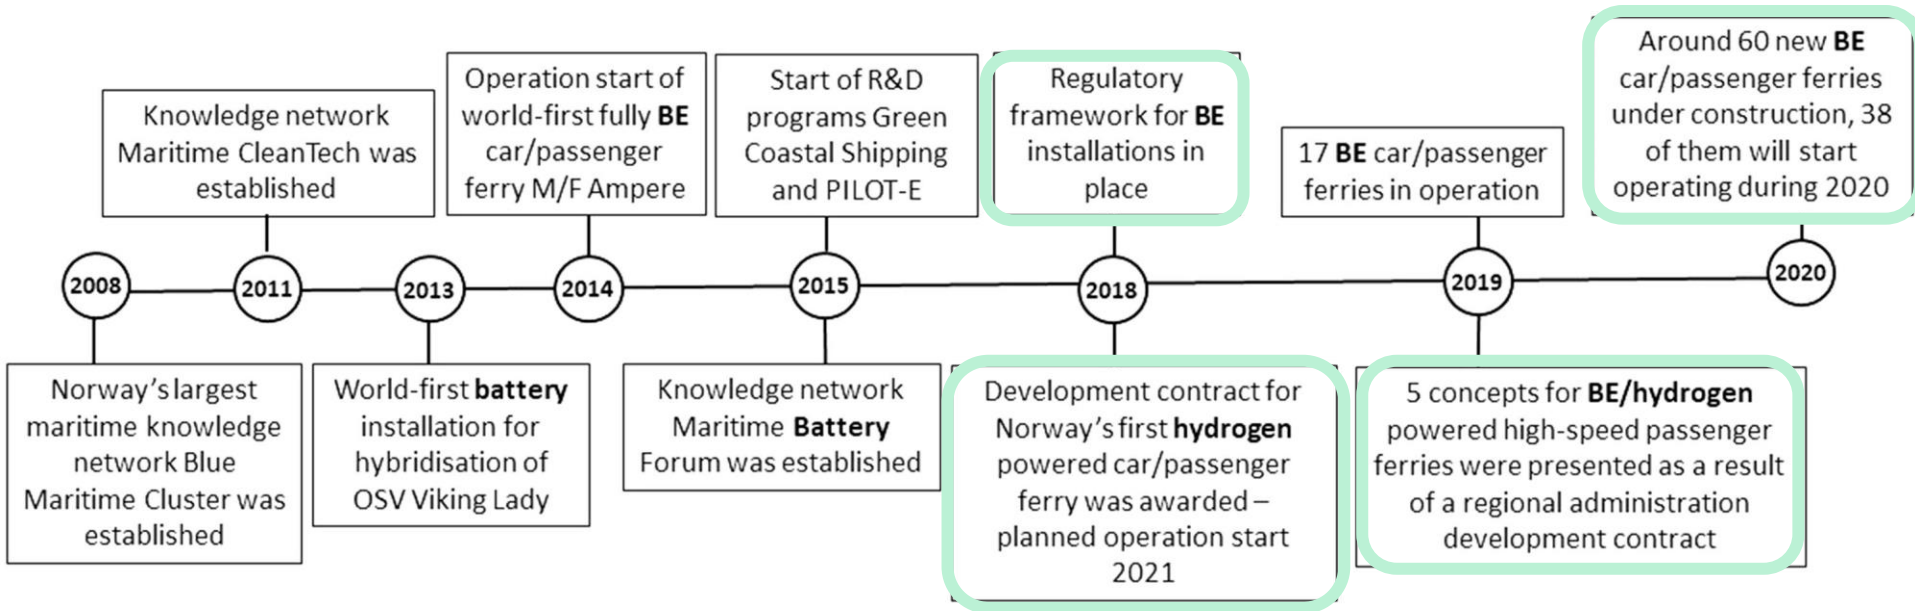 Knowledge network
Maritime CleanTech was
established
Operation start of
world-first fully BE
car/passenger
ferry M/F Ampere
Start of R&D
programs Green
Coastal Shipping
and PILOT-E
Regulatory
framework for BE
installations in
place
17 BE car/passenger
ferries in operation
Around 60 new BE
car/passenger ferries
under construction, 38
of them will start
operating during 2020
2008
2011
2013
2014
2015
2018
2019
2020
Norway's largest
maritime knowledge
network Blue
Maritime Cluster was
established
World-first battery
installation for
hybridisation of
OSV Viking Lady
Knowledge network
Maritime Battery
Forum was established
Development contract for
Norway's first hydrogen
powered car/passenger
ferry was awarded –
planned operation start
2021
5 concepts for BE/hydrogen
powered high-speed passenger
ferries were presented as a result
of a regional administration
development contract